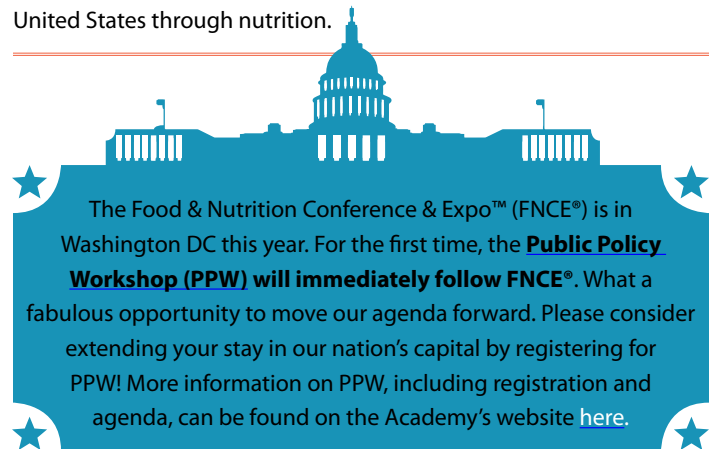 United States through nutrition.
The Food & Nutrition Conference & Expo™ (FNCE®) is in
Washington DC this year. For the first time, the Public Policy
Workshop (PPW) will immediately follow FNCE®. What a
fabulous opportunity to move our agenda forward. Please consider
extending your stay in our nation’s capital by registering for
PPW! More information on PPW, including registration and
agenda, can be found on the Academy’s website here.